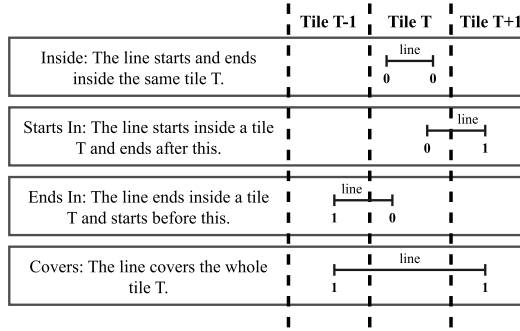 Tile T-1 Tile T Tile T+1
Inside: The line starts and ends
inside the same tile T.
line
0 0
Starts In: The line starts inside a tile
T and ends after this.
line
0 1
Ends In: The line ends inside a tile
T and starts before this.
line
1 0
Covers: The line covers the whole
tile T.
line
1 1